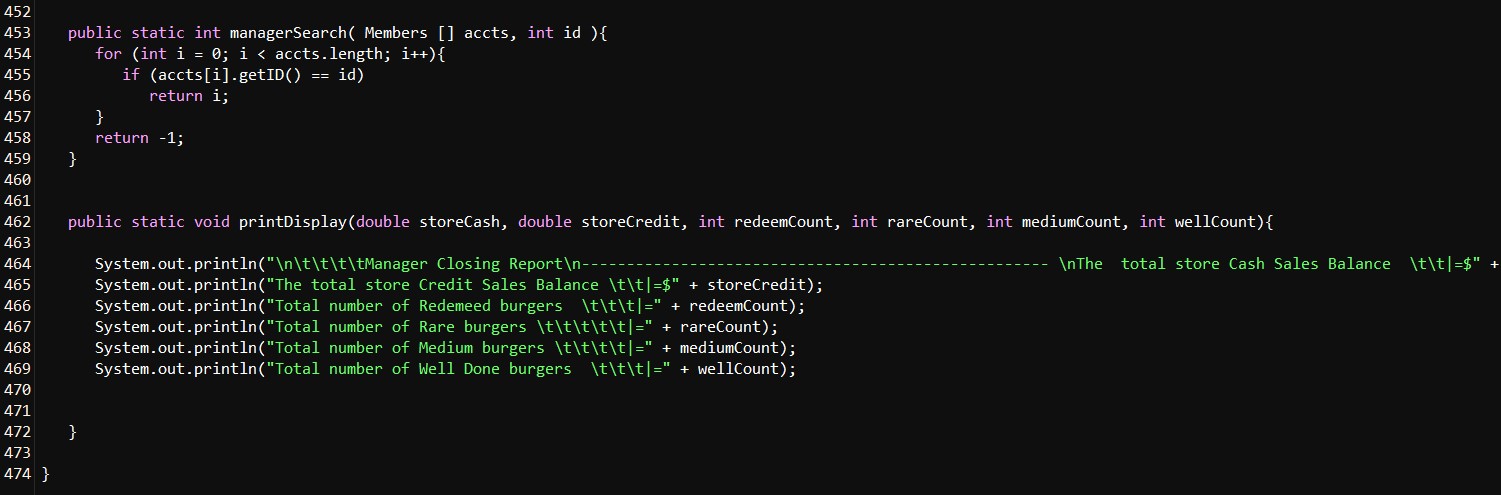 452
453 public static int managerSearch( Members [] accts, int id ){
454 for (int i = 0; i < accts.length; i++){
455 if (accts[i].getID() == id)
456 return i;
457 }
458 return -1;
459 }
460
461
462 public static void printDisplay(double storeCash, double storeCredit, int redeemCount, int rareCount, int mediumCount, int wellCount){
463
464 System.out.println("\n\t\t\t\tManager Closing Report\n---------------------------------------------------- \nThe  total store Cash Sales Balance  \t\t|=$" +
465 System.out.println("The total store Credit Sales Balance \t\t|=$" + storeCredit);
466 System.out.println("Total number of Redemeed burgers  \t\t\t|=" + redeemCount);
467 System.out.println("Total number of Rare burgers \t\t\t\t\t|=" + rareCount);
468 System.out.println("Total number of Medium burgers \t\t\t\t|=" + mediumCount);
469 System.out.println("Total number of Well Done burgers  \t\t\t|=" + wellCount);
470
471
472 }
473
474 }